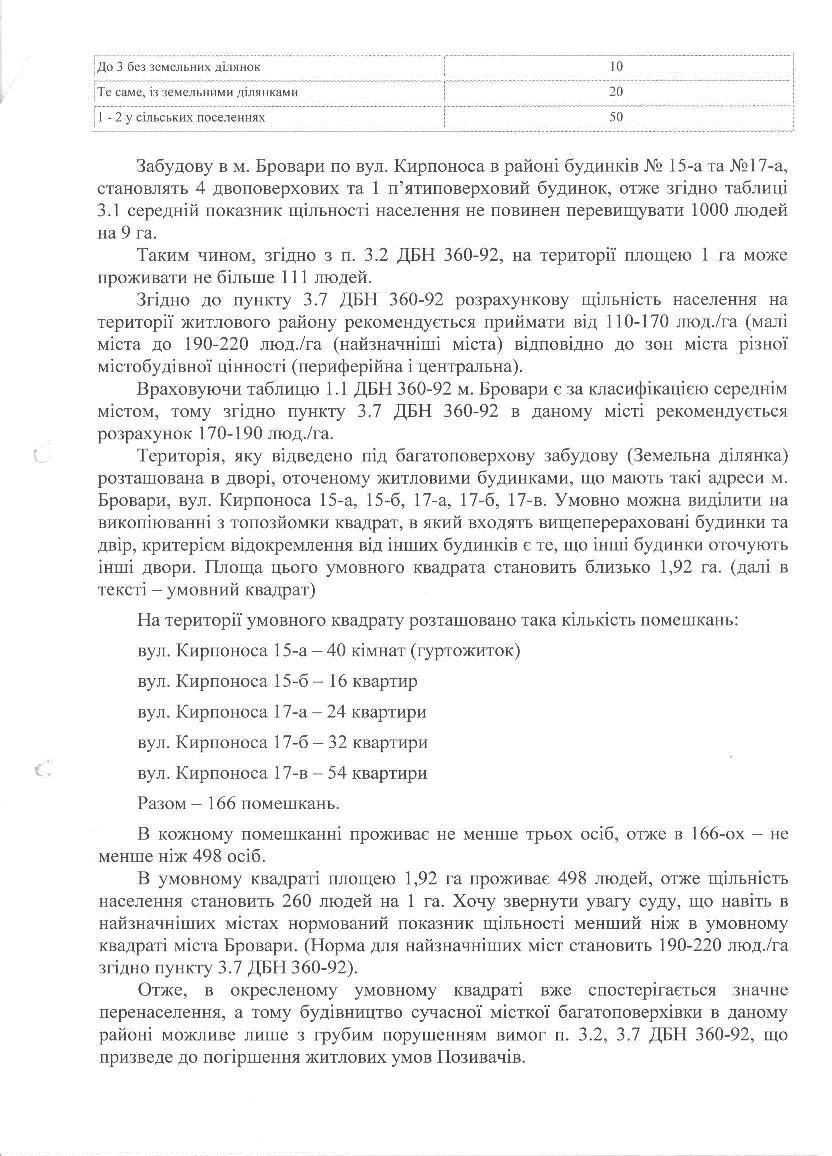 До 3 без земельних ділянок 10
Те саме, із земельними ділянками 20
1 - 2 у сільських поселеннях 50
Забудову в м. Бровари по вул. Кирпоноса в районі будинків № 15-а та №17-а,
становлять 4 двоповерхових та 1 п’ятиповерховий будинок, отже згідно таблиці
3.1 середній показник щільності населення не повинен перевищувати 1000 людей
на 9 га.
Таким чином, згідно з п. 3.2 ДБН 360-92, на території площею 1 га може
проживати не більше 111 людей.
Згідно до пункту 3.7 ДБН 360-92 розрахункову щільність населення на
території житлового району рекомендується приймати від 110-170 люд./га (малі
міста до 190-220 люд./га (найзначніші міста) відповідно до зон міста різної
містобудівної цінності (периферійна і центральна).
Враховуючи таблицю 1.1 ДБН 360-92 м. Бровари є за класифікацією середнім
містом, тому згідно пункту 3.7 ДБН 360-92 в даному місті рекомендується
розрахунок 170-190 люд./га.
Територія, яку відведено під багатоповерхову забудову (Земельна ділянка)
розташована в дворі, оточеному житловими будинками, що мають такі адреси м.
Бровари, вул. Кирпоноса 15-а, 15-б, 17-а, 17-б, 17-в. Умовно можна виділити на
викопіюванні з топозйомки квадрат, в який входять вищеперераховані будинки та
двір, критерієм відокремлення від інших будинків є те, що інші будинки оточують
інші двори. Площа цього умовного квадрата становить близько 1,92 га. (далі в
тексті – умовний квадрат)
На території умовного квадрату розташовано така кількість помешкань:
вул. Кирпоноса 15-а – 40 кімнат (гуртожиток)
вул. Кирпоноса 15-б – 16 квартир
вул. Кирпоноса 17-а – 24 квартири
вул. Кирпоноса 17-б – 32 квартири
вул. Кирпоноса 17-в – 54 квартири
Разом – 166 помешкань.
В кожному помешканні проживає не менше трьох осіб, отже в 166-ох – не
менше ніж 498 осіб.
В умовному квадраті площею 1,92 га проживає 498 людей, отже щільність
населення становить 260 людей на 1 га. Хочу звернути увагу суду, що навіть в
найзначніших містах нормований показник щільності менший ніж в умовному
квадраті міста Бровари. (Норма для найзначніших міст становить 190-220 люд./га
згідно пункту 3.7 ДБН 360-92).
Отже, в окресленому умовному квадраті вже спостерігається значне
перенаселення, а тому будівництво сучасної місткої багатоповерхівки в даному
районі можливе лише з грубим порушенням вимог п. 3.2, 3.7 ДБН 360-92, що
призведе до погіршення житлових умов Позивачів.